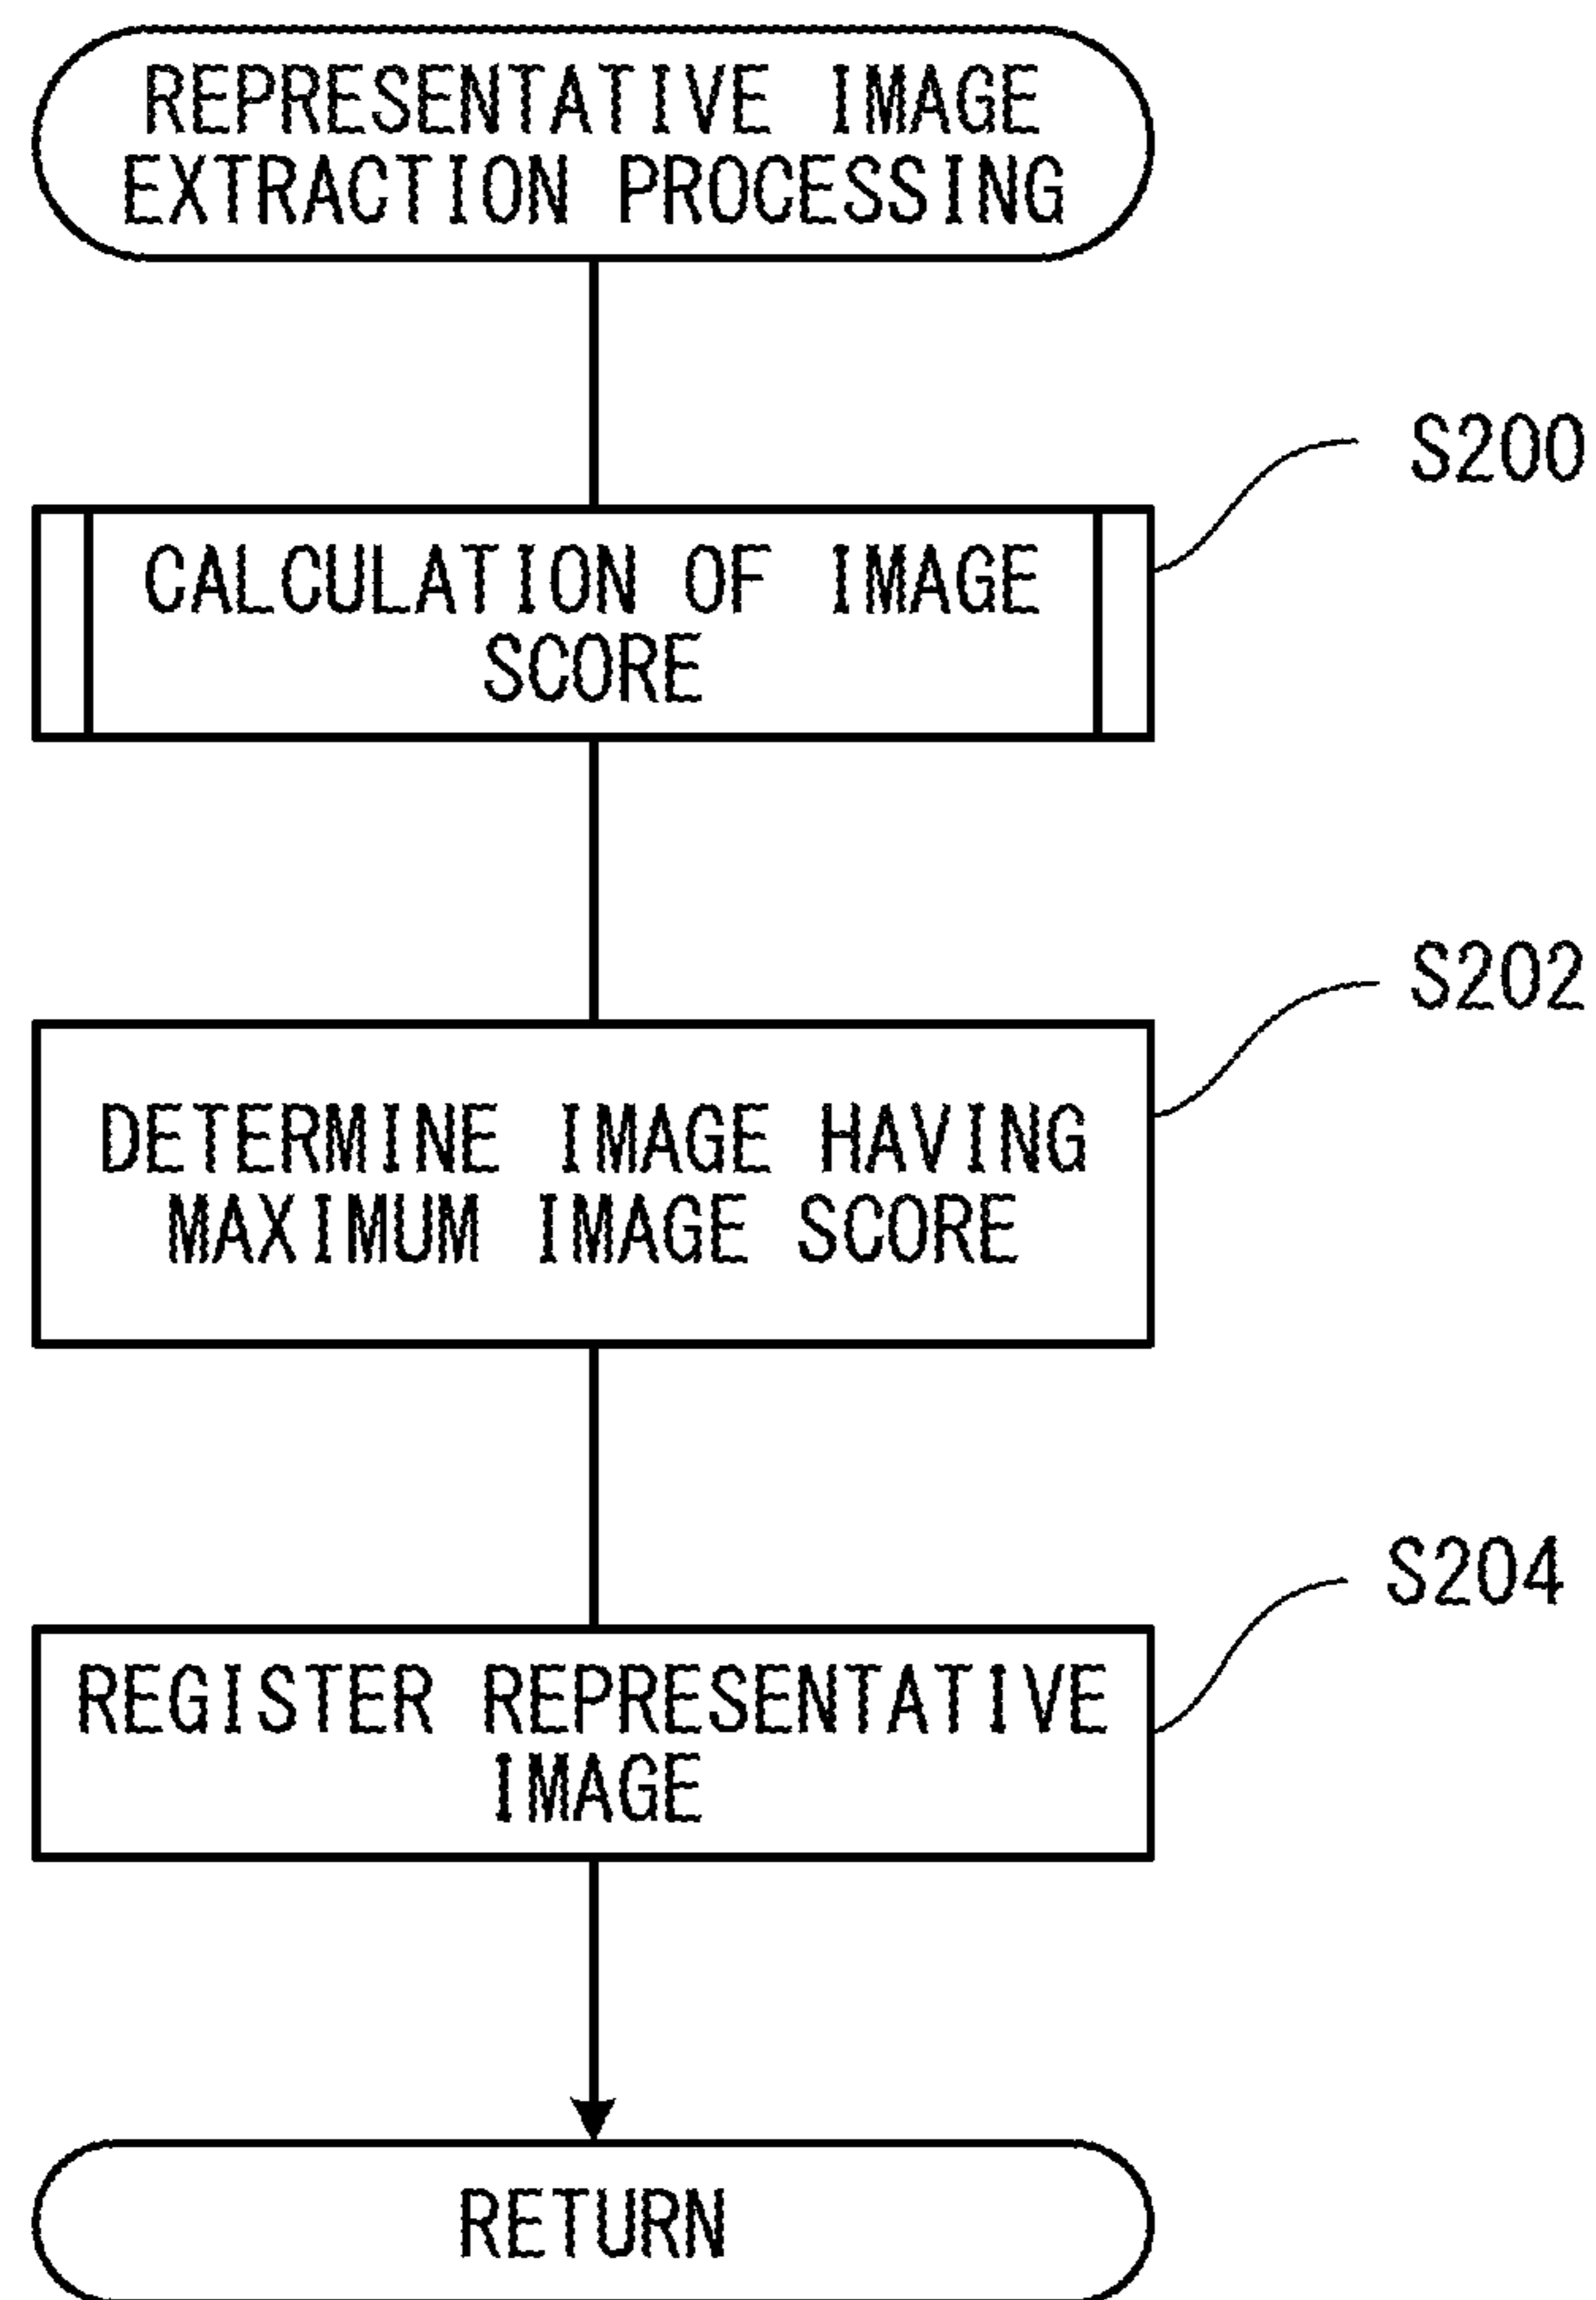 REPRESENTATIVE IMAGE
EXTRACTION PROCESSING
S200
CALCULATION OF IMAGE
SCORE
S202
DETERMINE IMAGE HAVING
MAXIMUM IMAGE SCORE
S204
REGISTER REPRESENTATIVE
IMAGE
RETURN